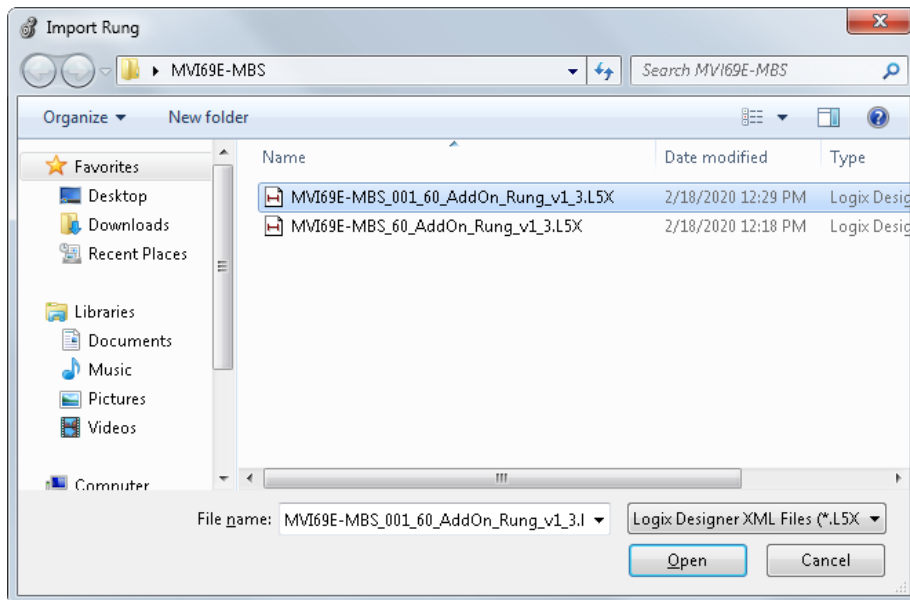 Import Rung
MVI69E-MBS
Search MVI69E-MBS
Organize
New folder
Name
Date modified
Type
Favorites
Desktop
Downloads
Recent Places
Libraries
Documents
Music
Pictures
Videos
Computer
MVI69E-MBS_001_60_AddOn_Rung_v1_3.L5X 2/18/2020 12:29 PM Logix Desig
MVI69E-MBS_60_AddOn_Rung_v1_3.L5X 2/18/2020 12:18 PM Logix Desig
File name: MVI69E-MBS_001_60_AddOn_Rung_v1_3.l
Logix Designer XML Files (*.L5X
Open
Cancel